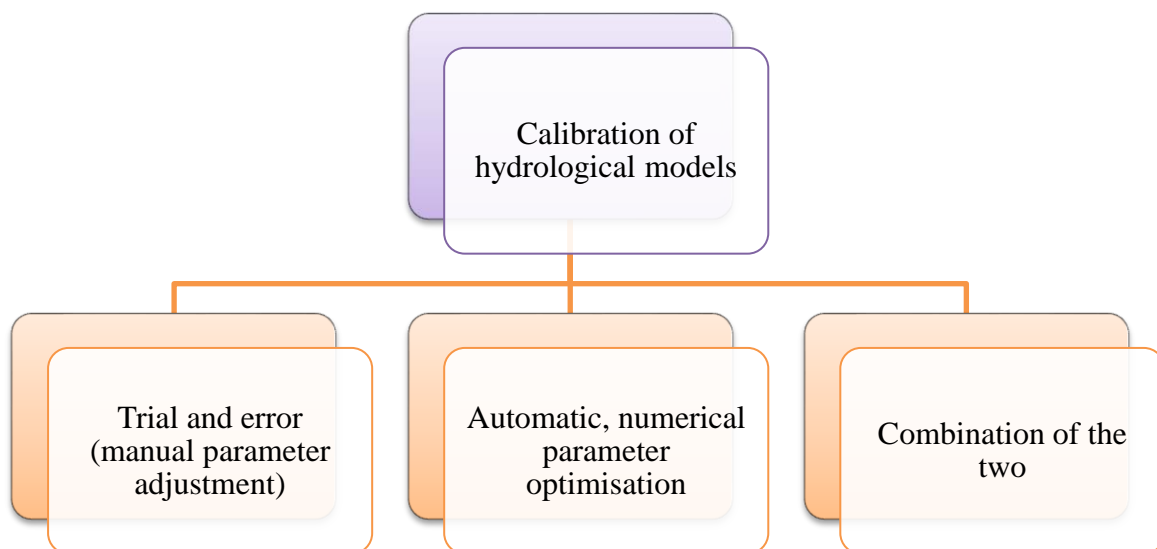 Calibration of
hydrological models
Trial and error
(manual parameter
adjustment)
Automatic, numerical
parameter
optimisation
Combination of the
two